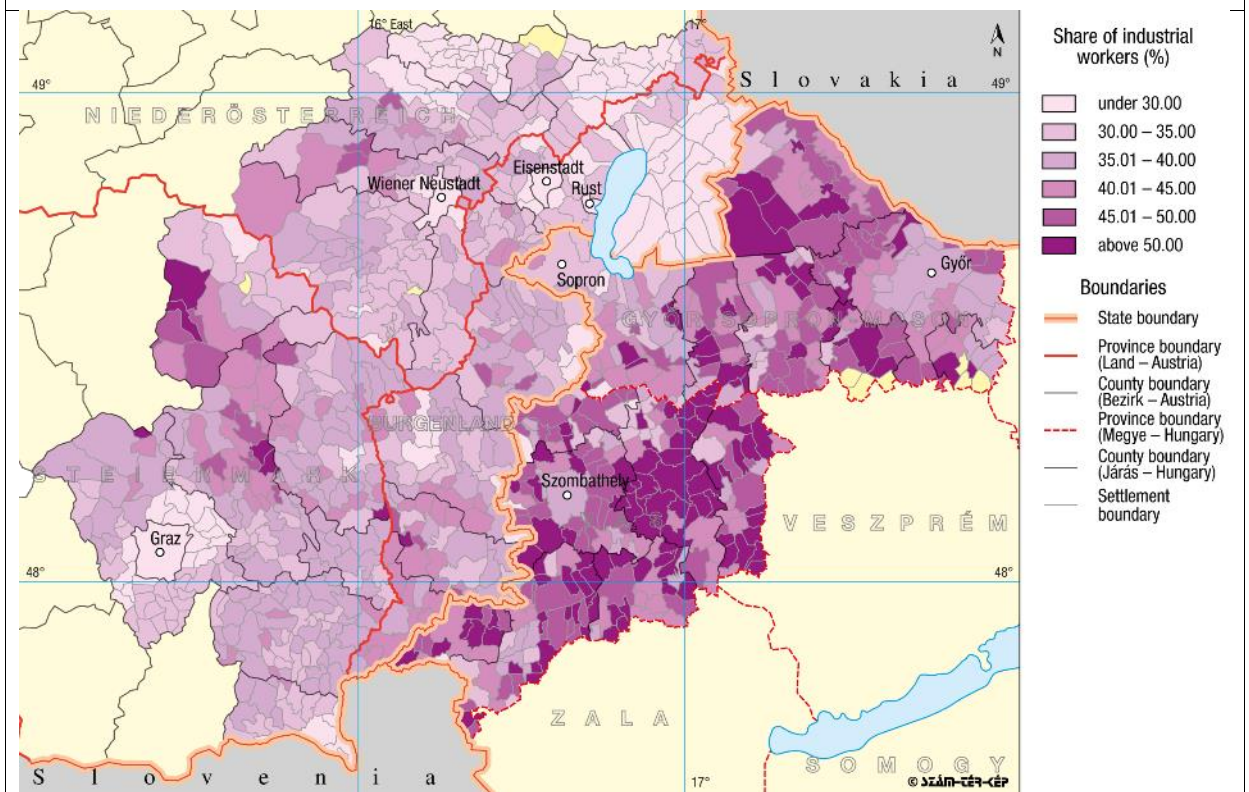 16° East
17°
N
49°
Slovakia
49°
NIEDERÖSTERREICH
Wiener Neustadt
Eisenstadt
Rust
Sopron
Győr
GYŐR-SOPRON-MOSON
BURGENLAND
STEIERMARK
Szombathely
Graz
VESZPRÉM
48°
48°
ZALA
SOMOGY
Slovenia
17°
© SZÁM-TÉR-KÉP
Share of industrial
workers (%)
under 30.00
30.00 – 35.00
35.01 – 40.00
40.01 – 45.00
45.01 – 50.00
above 50.00
Boundaries
State boundary
Province boundary
(Land – Austria)
County boundary
(Bezirk – Austria)
Province boundary
(Megye – Hungary)
County boundary
(Járás – Hungary)
Settlement
boundary